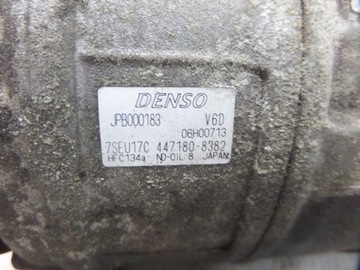 DENSO
JPB000183 V6D
06H00713
7SEU17C 447180-8382
HFC134a ND-OIL 8 JAPAN